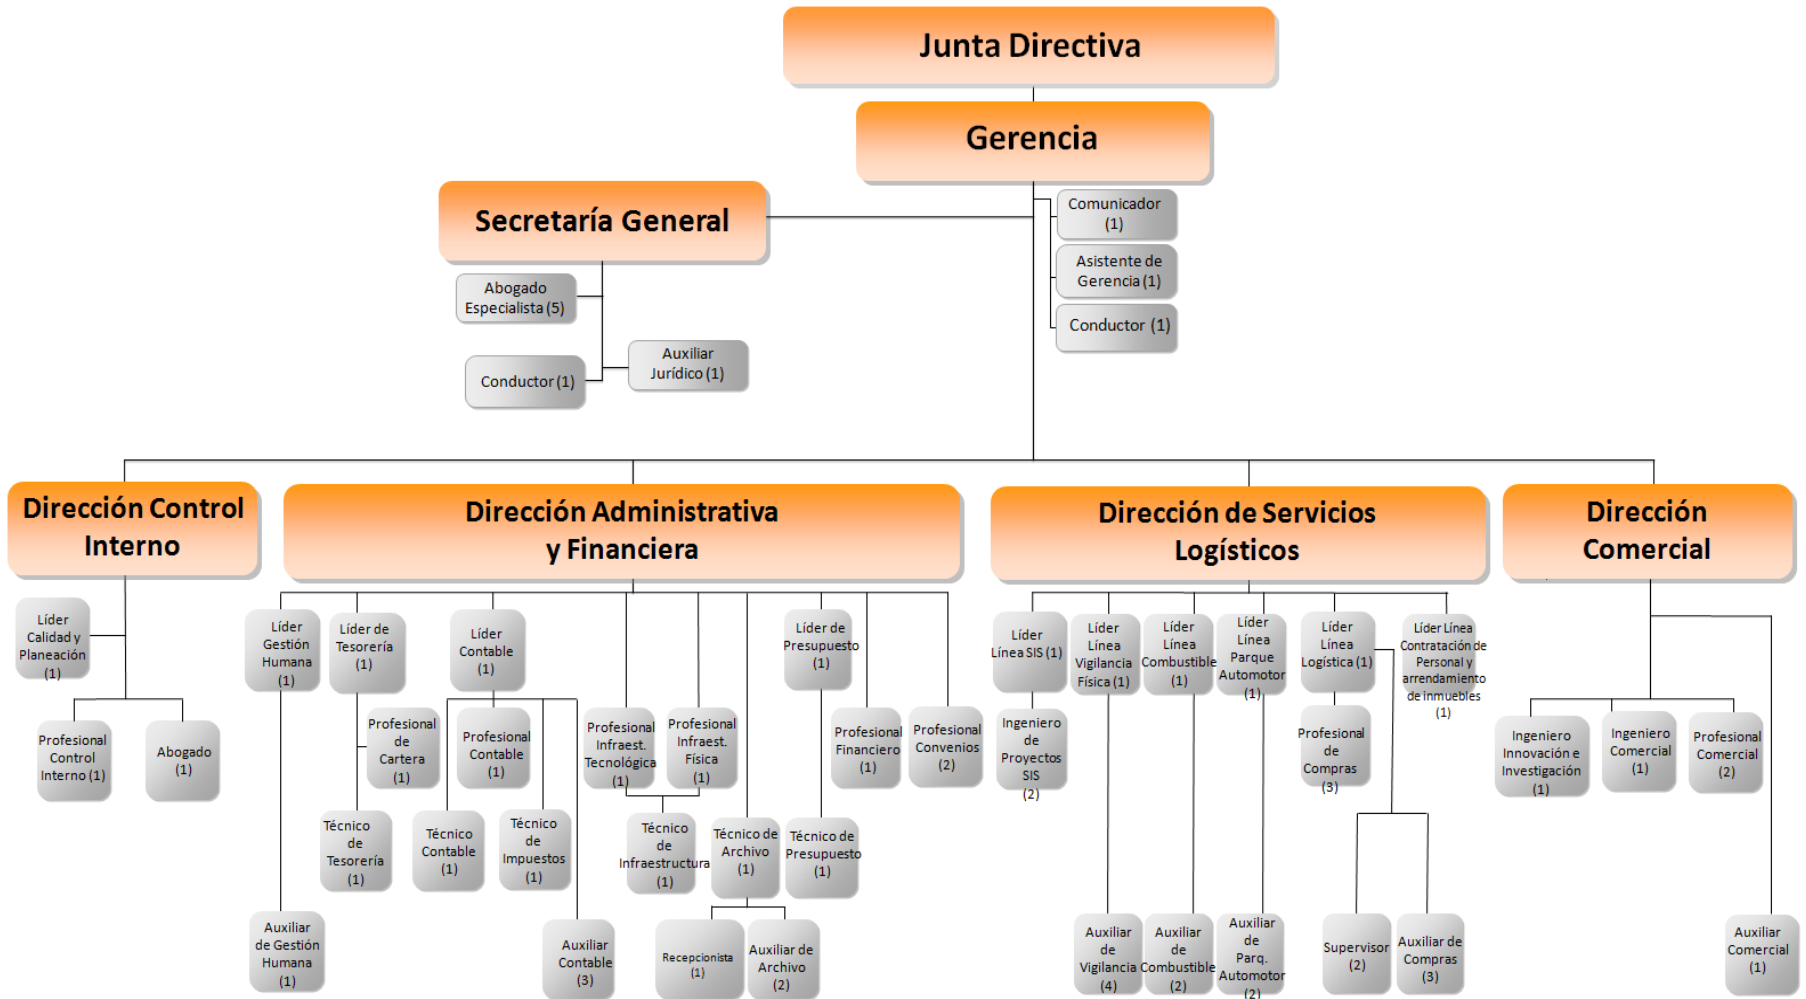 Junta Directiva
Gerencia
Secretaría General
Comunicador
(1)
Asistente de
Gerencia (1)
Conductor (1)
Abogado
Especialista (5)
Auxiliar
Jurídico (1)
Conductor (1)
Dirección Control
Interno
Dirección Administrativa
y Financiera
Dirección de Servicios
Logísticos
Dirección
Comercial
Líder
Calidad y
Planeación
(1)
Profesional
Control
Interno (1)
Abogado
(1)
Líder
Gestión
Humana
(1)
Líder de
Tesorería
(1)
Líder
Contable
(1)
Líder de
Presupuesto
(1)
Profesional
de
Cartera
(1)
Profesional
Contable
(1)
Profesional
Infraest.
Tecnológica
(1)
Profesional
Infraest.
Física
(1)
Profesional
Financiero
(1)
Profesional
Convenios
(2)
Técnico
de
Tesorería
(1)
Técnico
Contable
(1)
Técnico
de
Impuestos
(1)
Técnico
de
Infraestructura
(1)
Técnico de
Archivo
(1)
Técnico de
Presupuesto
(1)
Auxiliar
de Gestión
Humana
(1)
Auxiliar
Contable
(3)
Recepcionista
(1)
Auxiliar de
Archivo
(2)
Líder
Línea SIS (1)
Líder
Línea
Vigilancia
Física (1)
Líder
Línea
Combustible
(1)
Líder
Línea
Parque
Automotor
(1)
Líder
Línea
Logística (1)
Líder Línea
Contratación de
Personal y
arrendamiento
de inmuebles
(1)
Ingeniero
de
Proyectos
SIS
(2)
Profesional
de
Compras
(3)
Auxiliar
de
Vigilancia
(4)
Auxiliar
de
Combustible
(2)
Auxiliar
de
Parq.
Automotor
(2)
Supervisor
(2)
Auxiliar de
Compras
(3)
Ingeniero
Innovación e
Investigación
(1)
Ingeniero
Comercial
(1)
Profesional
Comercial
(2)
Auxiliar
Comercial
(1)